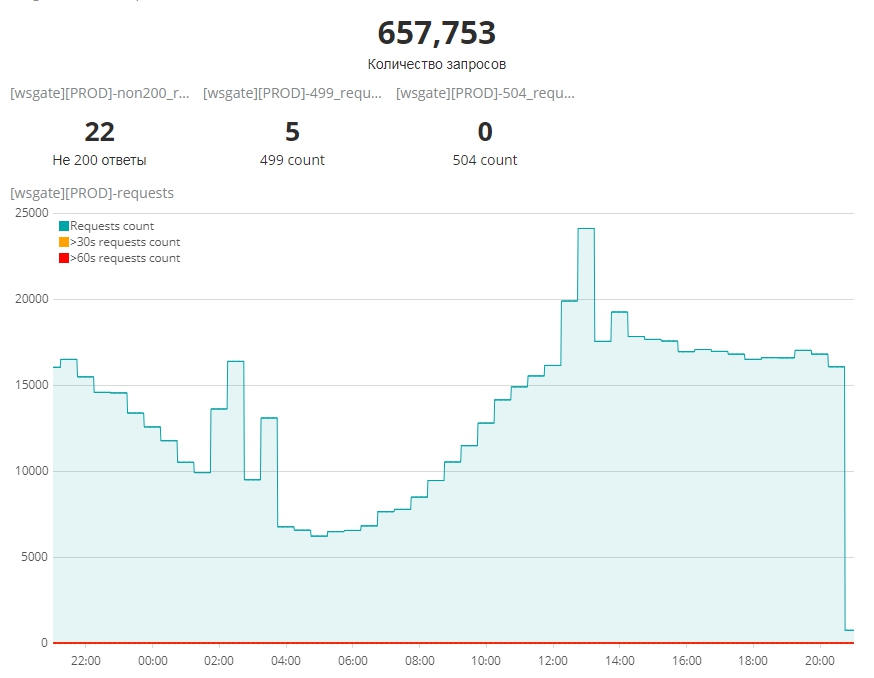 657,753
Количество запросов
[wsgate][PROD]-non200_r... [wsgate][PROD]-499_requ... [wsgate][PROD]-504_requ...
22 5 0
Не 200 ответы 499 count 504 count
[wsgate][PROD]-requests
25000
Requests count
>30s requests count
>60s requests count
20000
15000
10000
5000
0
22:00 00:00 02:00 04:00 06:00 08:00 10:00 12:00 14:00 16:00 18:00 20:00